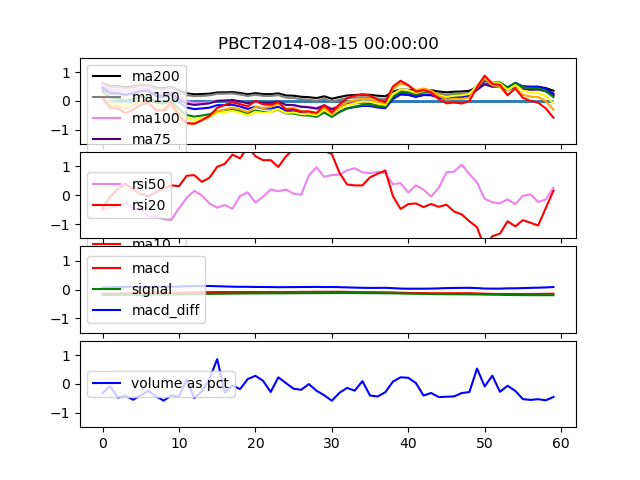 PBCT2014-08-15 00:00:00
1
0
−1
ma200
ma150
ma100
ma75
1
0
−1
rsi50
rsi20
ma10
1
0
−1
macd
signal
macd_diff
1
0
−1
volume as pct
0 10 20 30 40 50 60